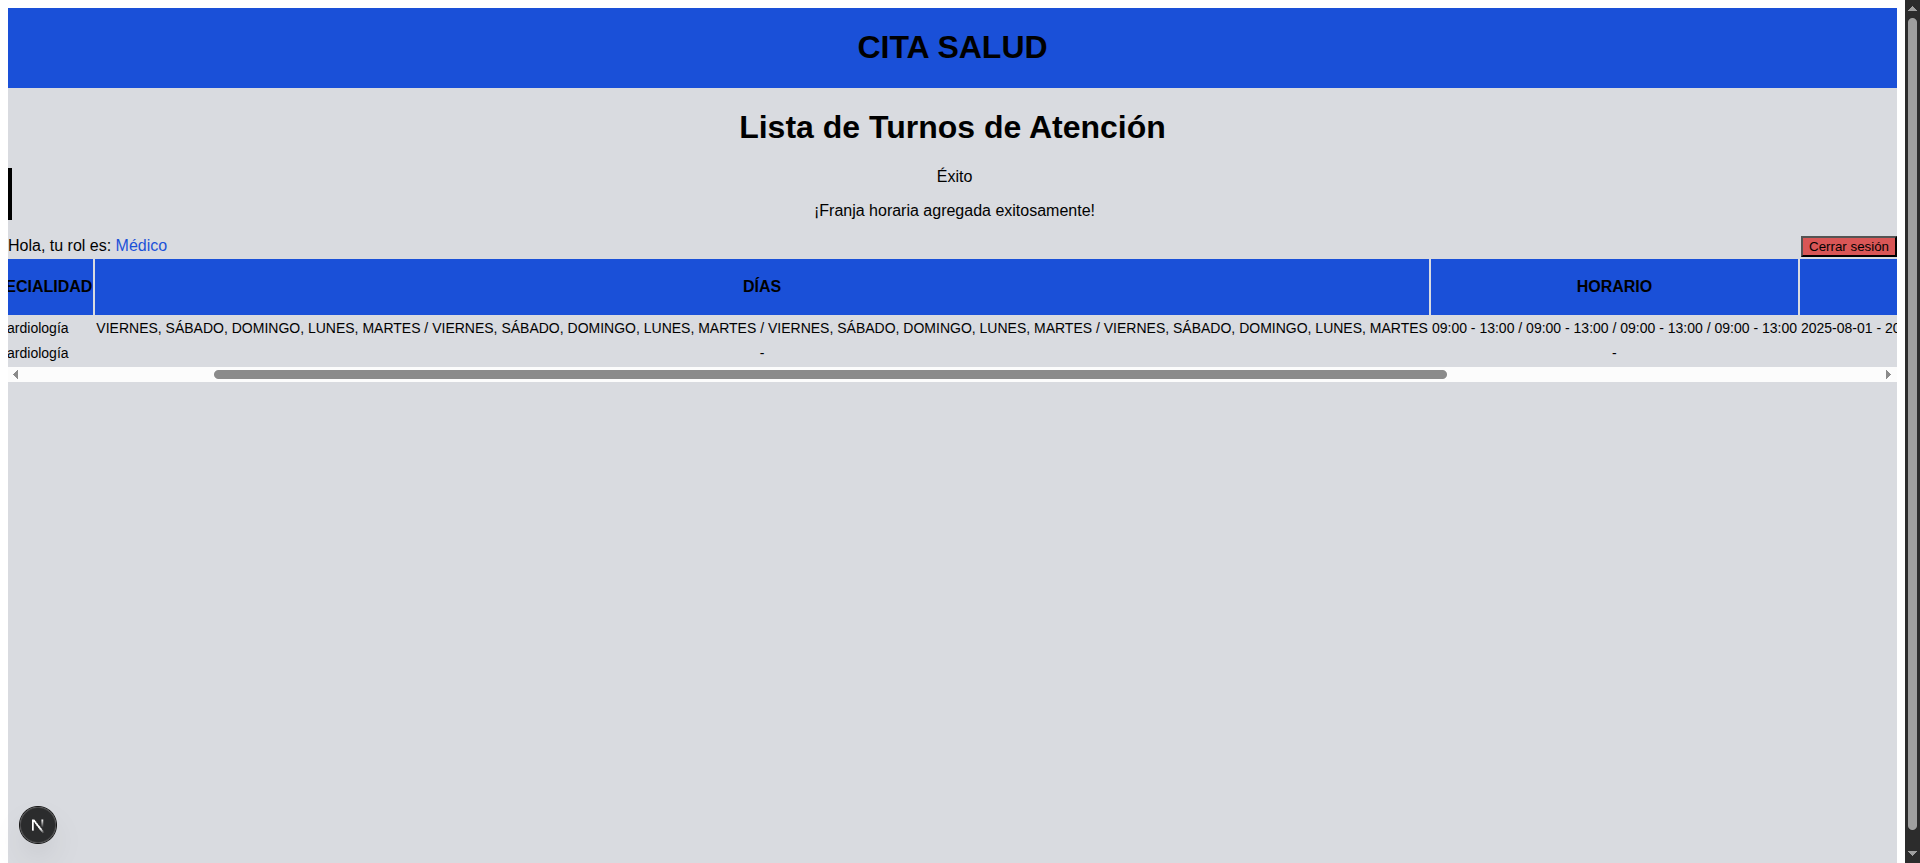 CITA SALUD
Lista de Turnos de Atención
Éxito
¡Franja horaria agregada exitosamente!
Hola, tu rol es: Médico
Cerrar sesión
ECIALIDAD DÍAS HORARIO
ardiología VIERNES, SÁBADO, DOMINGO, LUNES, MARTES / VIERNES, SÁBADO, DOMINGO, LUNES, MARTES / VIERNES, SÁBADO, DOMINGO, LUNES, MARTES / VIERNES, SÁBADO, DOMINGO, LUNES, MARTES 09:00 - 13:00 / 09:00 - 13:00 / 09:00 - 13:00 / 09:00 - 13:00 2025-08-01 - 20
ardiología - -
N